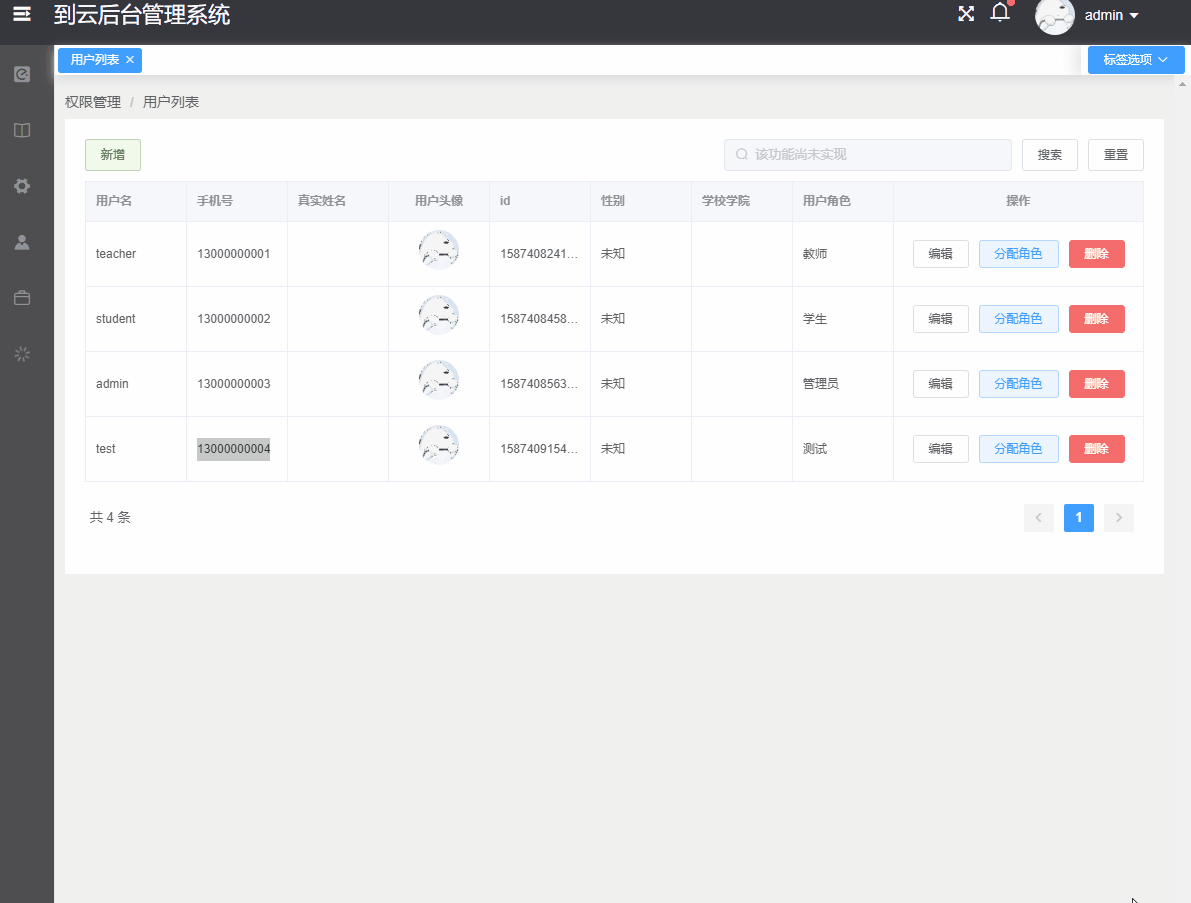 到云后台管理系统
admin
用户列表
标签选项
权限管理 / 用户列表
新增
该功能尚未实现
搜索
重置
用户名 手机号 真实姓名 用户头像 id 性别 学校学院 用户角色 操作
teacher 13000000001 1587408241... 未知 教师 编辑 分配角色 删除
student 13000000002 1587408458... 未知 学生 编辑 分配角色 删除
admin 13000000003 1587408563... 未知 管理员 编辑 分配角色 删除
test 13000000004 1587409154... 未知 测试 编辑 分配角色 删除
共 4 条
1